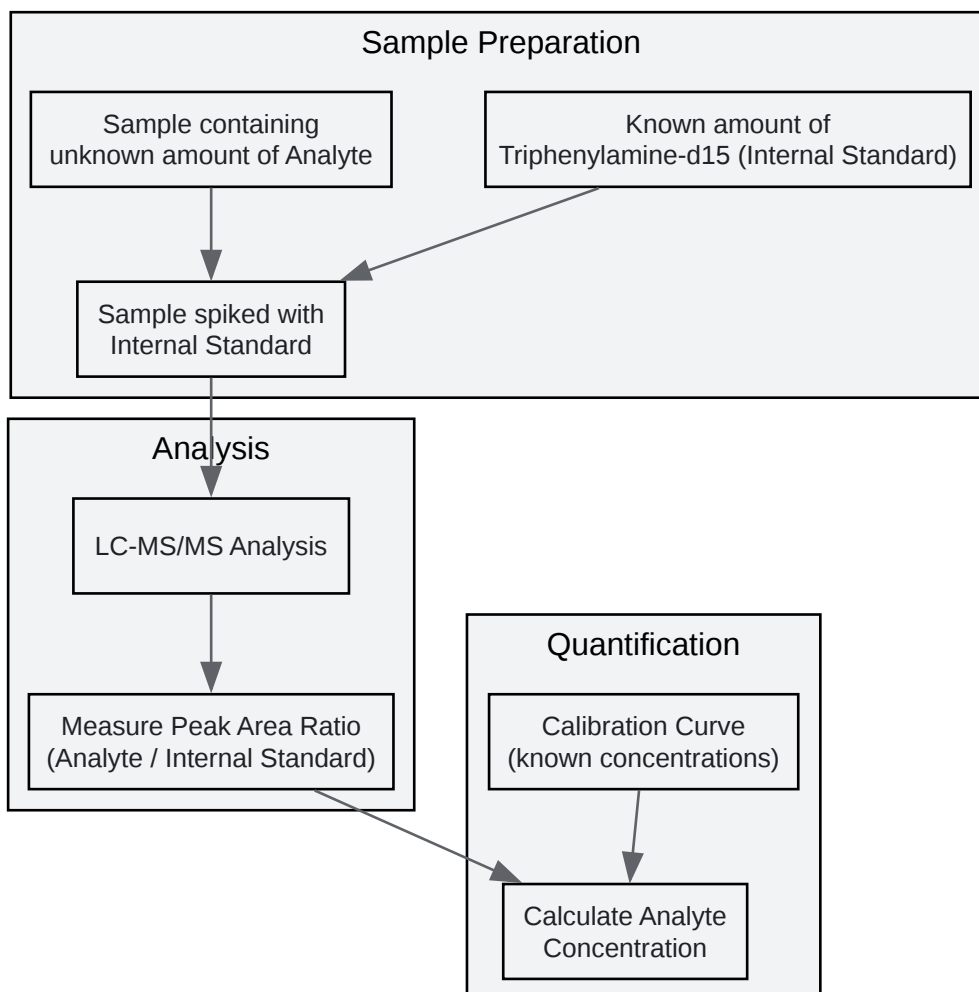 Sample Preparation
Sample containing
unknown amount of Analyte
Known amount of
Triphenylamine-d15 (Internal Standard)
Sample spiked with
Internal Standard
Analysis
LC-MS/MS Analysis
Measure Peak Area Ratio
(Analyte / Internal Standard)
Quantification
Calibration Curve
(known concentrations)
Calculate Analyte
Concentration